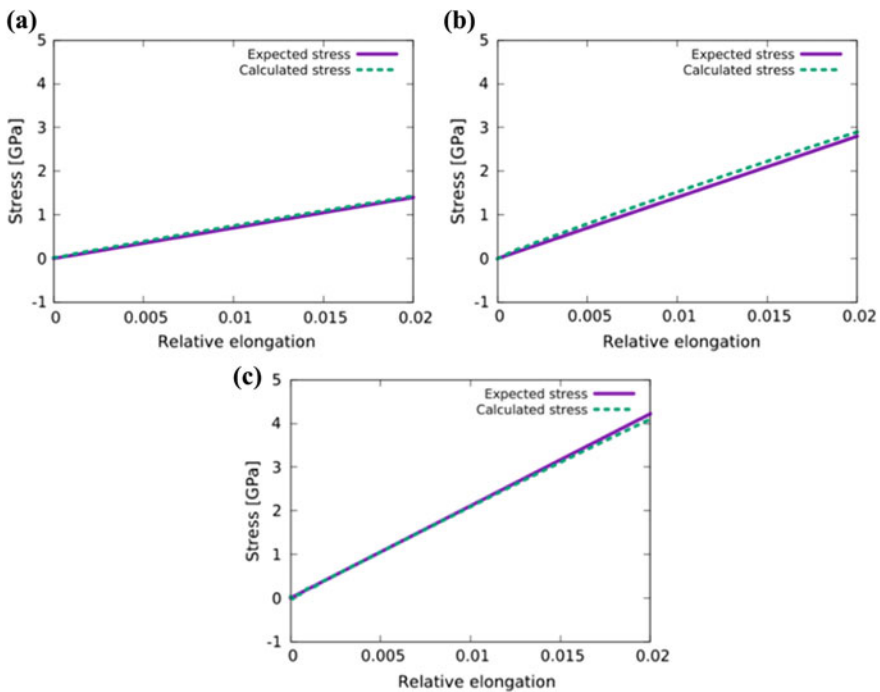 (a)
5
4
3
2
1
0
-1
Stress [GPa]
Expected stress
Calculated stress
0 0.005 0.01 0.015 0.02
Relative elongation
(b)
5
4
3
2
1
0
-1
Stress [GPa]
Expected stress
Calculated stress
0 0.005 0.01 0.015 0.02
Relative elongation
(c)
5
4
3
2
1
0
-1
Stress [GPa]
Expected stress
Calculated stress
0 0.005 0.01 0.015 0.02
Relative elongation